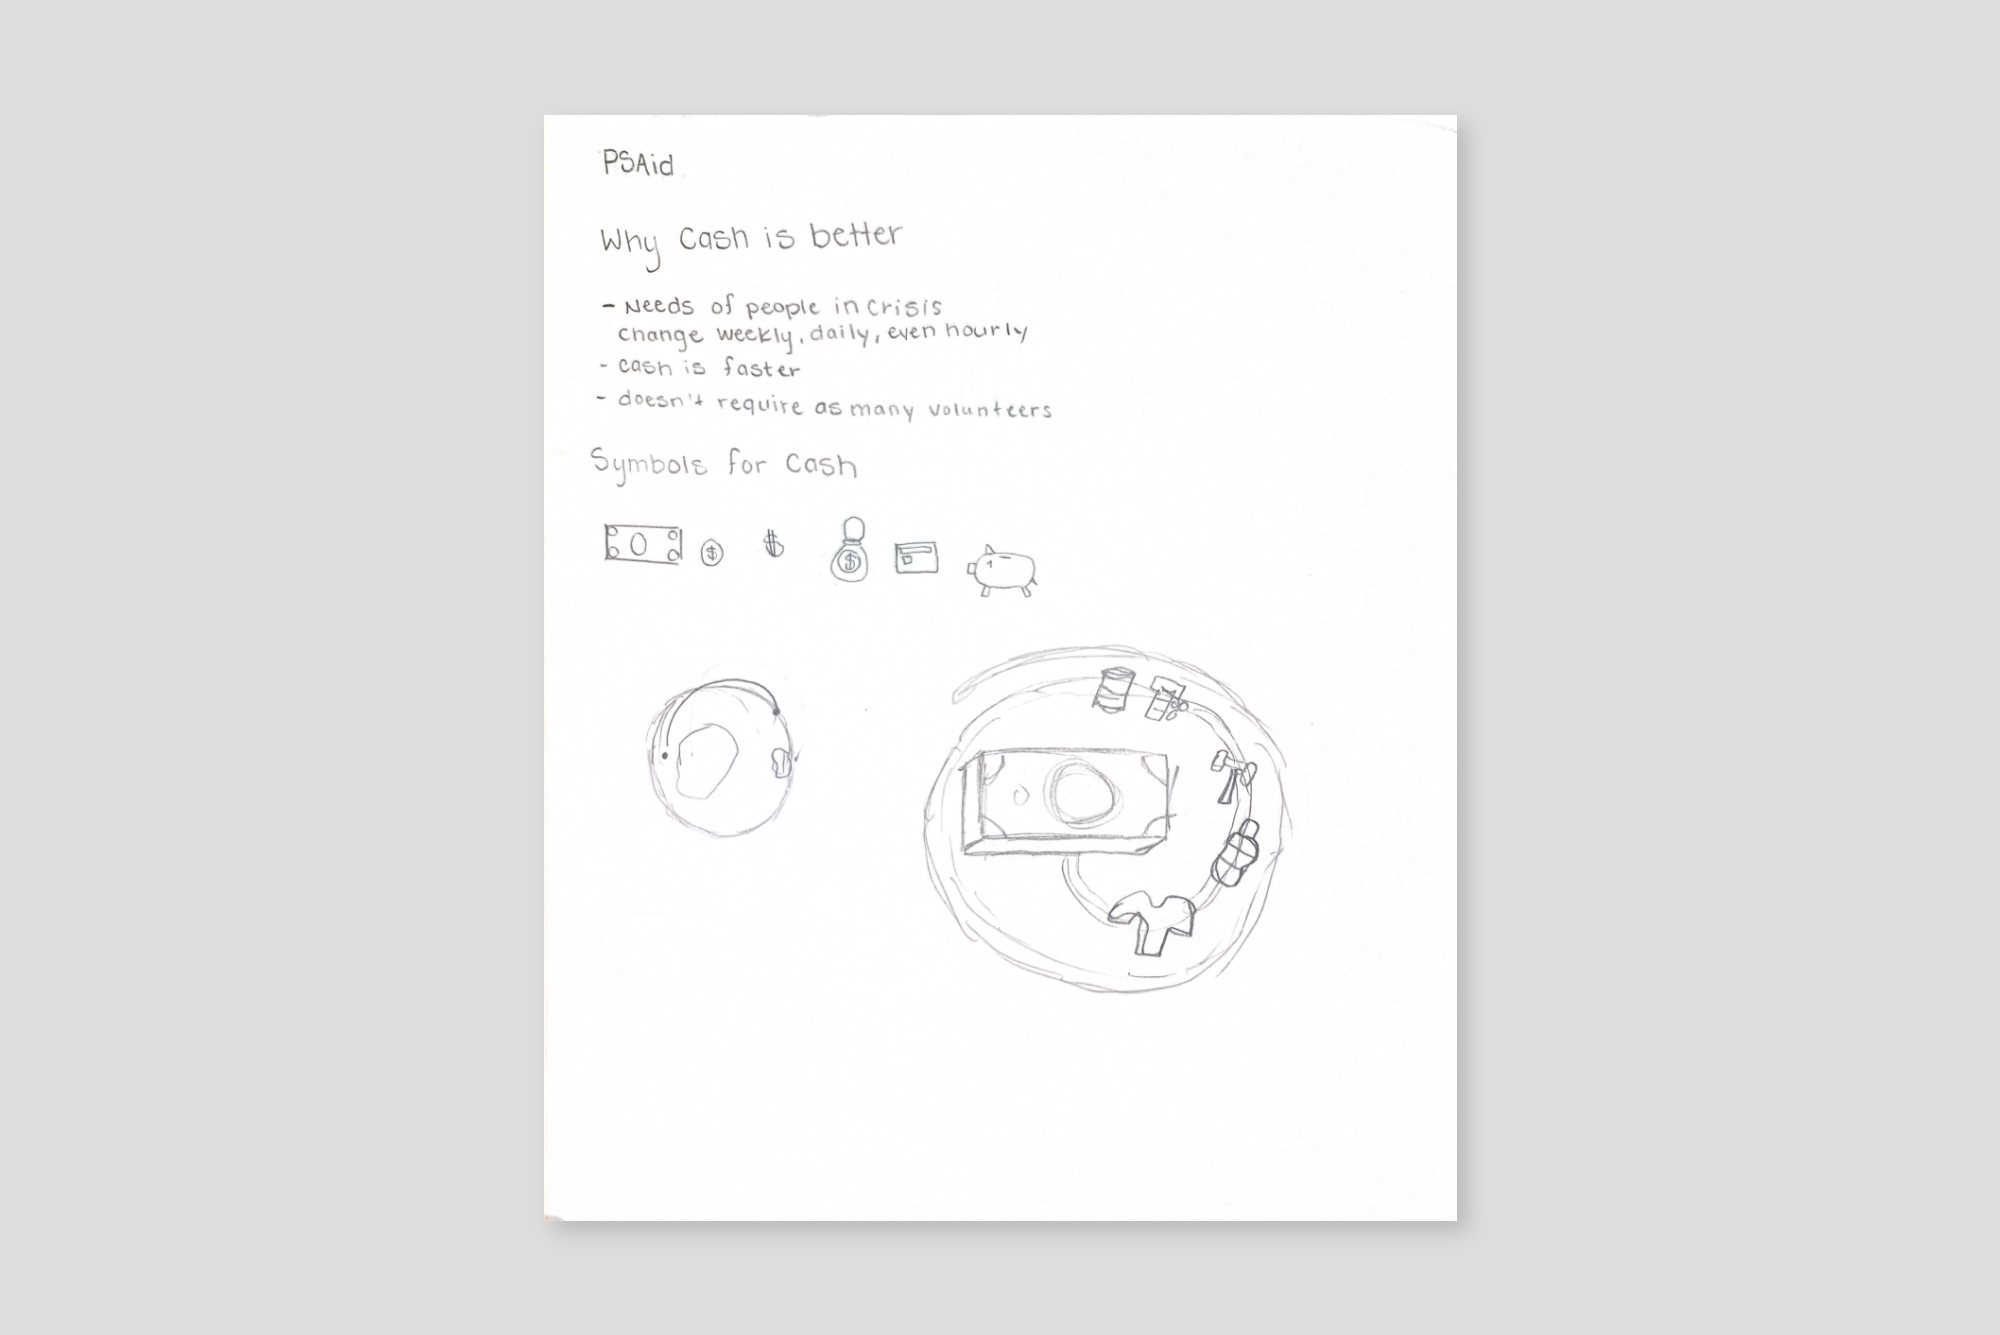 PSAid
Why Cash is better
- Needs of people in crisis
change weekly, daily, even hourly
- cash is faster
- doesn't require as many volunteers
Symbols for Cash
$
$
$